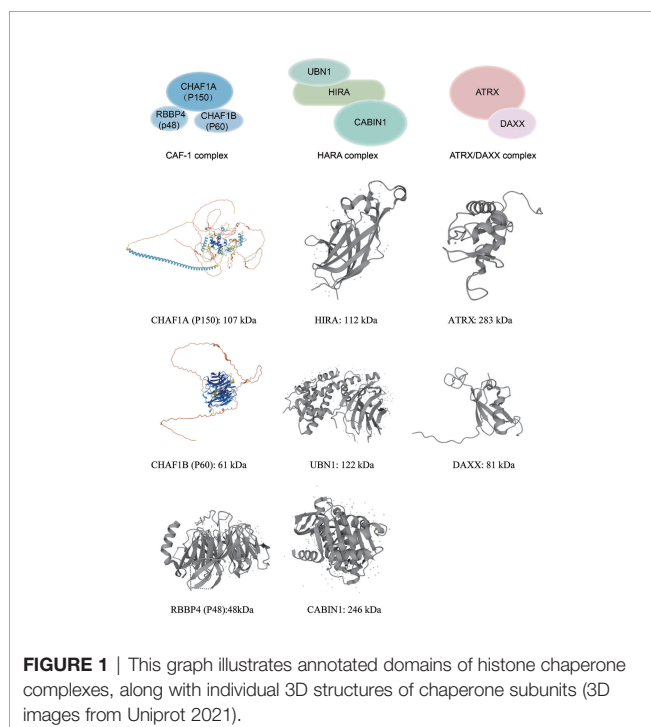 UBN1
HIRA
CABIN1
CHAF1A
(P150)
RBBP4
(p48)
CHAF1B
(P60)
ATRX
DAXX
CAF-1 complex
HARA complex
ATRX/DAXX complex
CHAF1A (P150): 107 kDa
HIRA: 112 kDa
ATRX: 283 kDa
CHAF1B (P60): 61 kDa
UBN1: 122 kDa
DAXX: 81 kDa
RBBP4 (P48):48kDa
CABIN1: 246 kDa
FIGURE 1 | This graph illustrates annotated domains of histone chaperone
complexes, along with individual 3D structures of chaperone subunits (3D
images from Uniprot 2021).